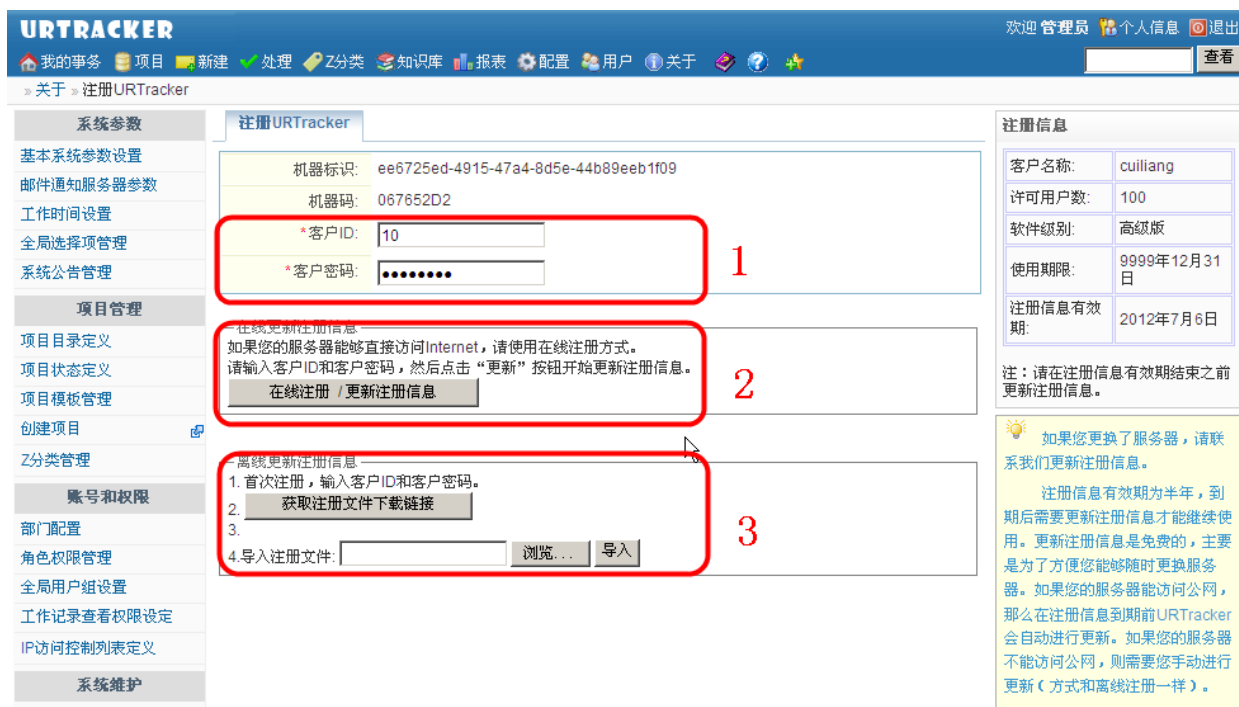 URTRACKER
欢迎 管理员 个人信息 退出
我的事务 项目 新建 处理 Z分类 知识库 报表 配置 用户 关于
查看
» 关于 » 注册URTracker
系统参数
基本系统参数设置
邮件通知服务器参数
工作时间设置
全局选择项管理
系统公告管理
项目管理
项目目录定义
项目状态定义
项目模板管理
创建项目
Z分类管理
账号和权限
部门配置
角色权限管理
全局用户组设置
工作记录查看权限设定
IP访问控制列表定义
系统维护
注册URTracker
机器标识: ee6725ed-4915-47a4-8d5e-44b89eeb1f09
机器码: 067652D2
*客户ID: 10
*客户密码: ●●●●●●●●
1
在线更新注册信息
如果您的服务器能够直接访问Internet，请使用在线注册方式。
请输入客户ID和客户密码，然后点击“更新”按钮开始更新注册信息。
在线注册 / 更新注册信息
2
离线更新注册信息
1. 首次注册，输入客户ID和客户密码。
2. 获取注册文件下载链接
3.
4.导入注册文件: 浏览... 导入
3
注册信息
客户名称: cuiliang
许可用户数: 100
软件级别: 高级版
使用期限: 9999年12月31
日
注册信息有效
期: 2012年7月6日
注：请在注册信息有效期结束之前
更新注册信息。
如果您更换了服务器，请联
系我们更新注册信息。
注册信息有效期为半年，到
期后需要更新注册信息才能继续使
用。更新注册信息是免费的，主要
是为了方便您能够随时更换服务
器。如果您的服务器能访问公网，
那么在注册信息到期前URTracker
会自动进行更新。如果您的服务器
不能访问公网，则需要您手动进行
更新（方式和离线注册一样）。